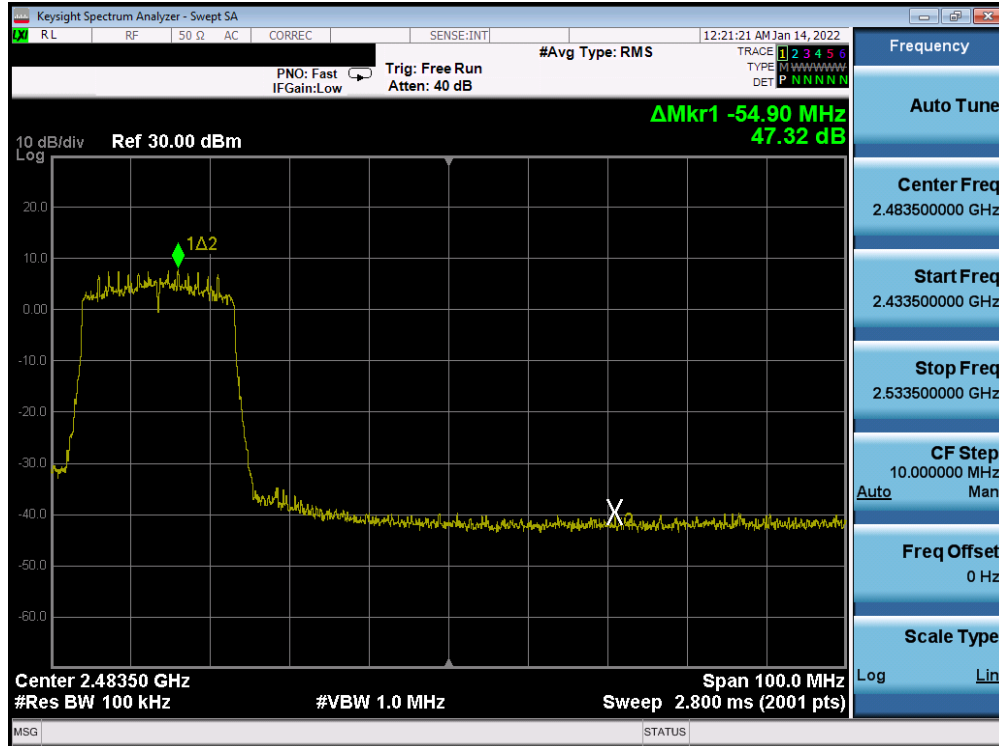 Keysight Spectrum Analyzer - Swept SA
LXI RL RF 50 Ω AC CORREC SENSE:INT 12:21:21 AM Jan 14, 2022
#Avg Type: RMS TRACE 1 2 3 4 5 6
PNO: Fast Trig: Free Run TYPE M W W W W W
IFGain:Low Atten: 40 dB DET P N N N N N
ΔMkr1 -54.90 MHz
47.32 dB
10 dB/div Ref 30.00 dBm
Log
20.0
1Δ2
10.0
0.00
-10.0
-20.0
-30.0
-40.0
X2
-50.0
-60.0
Center 2.48350 GHz Span 100.0 MHz
#Res BW 100 kHz #VBW 1.0 MHz Sweep 2.800 ms (2001 pts)
MSG STATUS
Frequency
Auto Tune
Center Freq
2.483500000 GHz
Start Freq
2.433500000 GHz
Stop Freq
2.533500000 GHz
CF Step
10.000000 MHz
Auto Man
Freq Offset
0 Hz
Scale Type
Log Lin